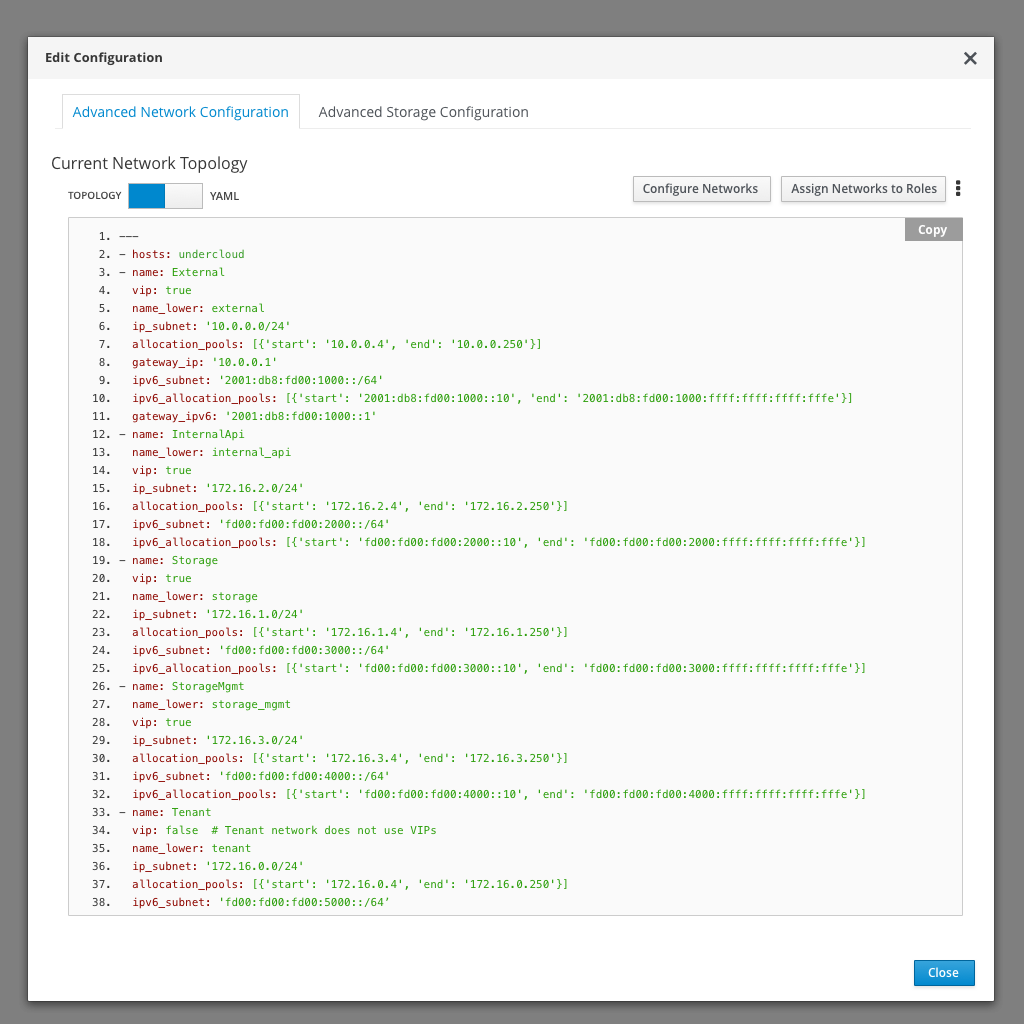 Edit Configuration
Advanced Network Configuration Advanced Storage Configuration
Current Network Topology
TOPOLOGY YAML Configure Networks Assign Networks to Roles
Copy
1. ---
2. - hosts: undercloud
3. - name: External
4. vip: true
5. name_lower: external
6. ip_subnet: '10.0.0.0/24'
7. allocation_pools: [{'start': '10.0.0.4', 'end': '10.0.0.250'}]
8. gateway_ip: '10.0.0.1'
9. ipv6_subnet: '2001:db8:fd00:1000::/64'
10. ipv6_allocation_pools: [{'start': '2001:db8:fd00:1000::10', 'end': '2001:db8:fd00:1000:ffff:ffff:ffff:fffe'}]
11. gateway_ipv6: '2001:db8:fd00:1000::1'
12. - name: InternalApi
13. name_lower: internal_api
14. vip: true
15. ip_subnet: '172.16.2.0/24'
16. allocation_pools: [{'start': '172.16.2.4', 'end': '172.16.2.250'}]
17. ipv6_subnet: 'fd00:fd00:fd00:2000::/64'
18. ipv6_allocation_pools: [{'start': 'fd00:fd00:fd00:2000::10', 'end': 'fd00:fd00:fd00:2000:ffff:ffff:ffff:fffe'}]
19. - name: Storage
20. vip: true
21. name_lower: storage
22. ip_subnet: '172.16.1.0/24'
23. allocation_pools: [{'start': '172.16.1.4', 'end': '172.16.1.250'}]
24. ipv6_subnet: 'fd00:fd00:fd00:3000::/64'
25. ipv6_allocation_pools: [{'start': 'fd00:fd00:fd00:3000::10', 'end': 'fd00:fd00:fd00:3000:ffff:ffff:ffff:fffe'}]
26. - name: StorageMgmt
27. name_lower: storage_mgmt
28. vip: true
29. ip_subnet: '172.16.3.0/24'
30. allocation_pools: [{'start': '172.16.3.4', 'end': '172.16.3.250'}]
31. ipv6_subnet: 'fd00:fd00:fd00:4000::/64'
32. ipv6_allocation_pools: [{'start': 'fd00:fd00:fd00:4000::10', 'end': 'fd00:fd00:fd00:4000:ffff:ffff:ffff:fffe'}]
33. - name: Tenant
34. vip: false # Tenant network does not use VIPs
35. name_lower: tenant
36. ip_subnet: '172.16.0.0/24'
37. allocation_pools: [{'start': '172.16.0.4', 'end': '172.16.0.250'}]
38. ipv6_subnet: 'fd00:fd00:fd00:5000::/64'
Close